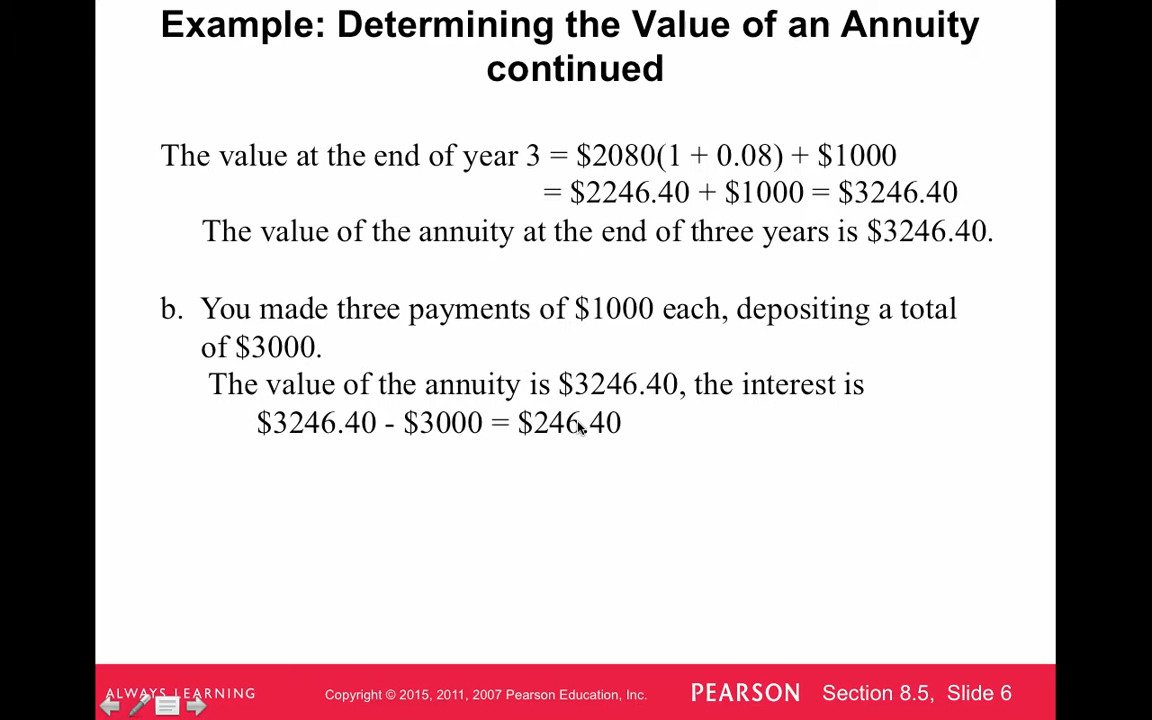 Example: Determining the Value of an Annuity
continued
The value at the end of year 3 = $2080(1 + 0.08) + $1000
= $2246.40 + $1000 = $3246.40
The value of the annuity at the end of three years is $3246.40.
b. You made three payments of $1000 each, depositing a total
of $3000.
The value of the annuity is $3246.40, the interest is
$3246.40 - $3000 = $246.40
ALWAYS LEARNING Copyright © 2015, 2011, 2007 Pearson Education, Inc. PEARSON Section 8.5, Slide 6